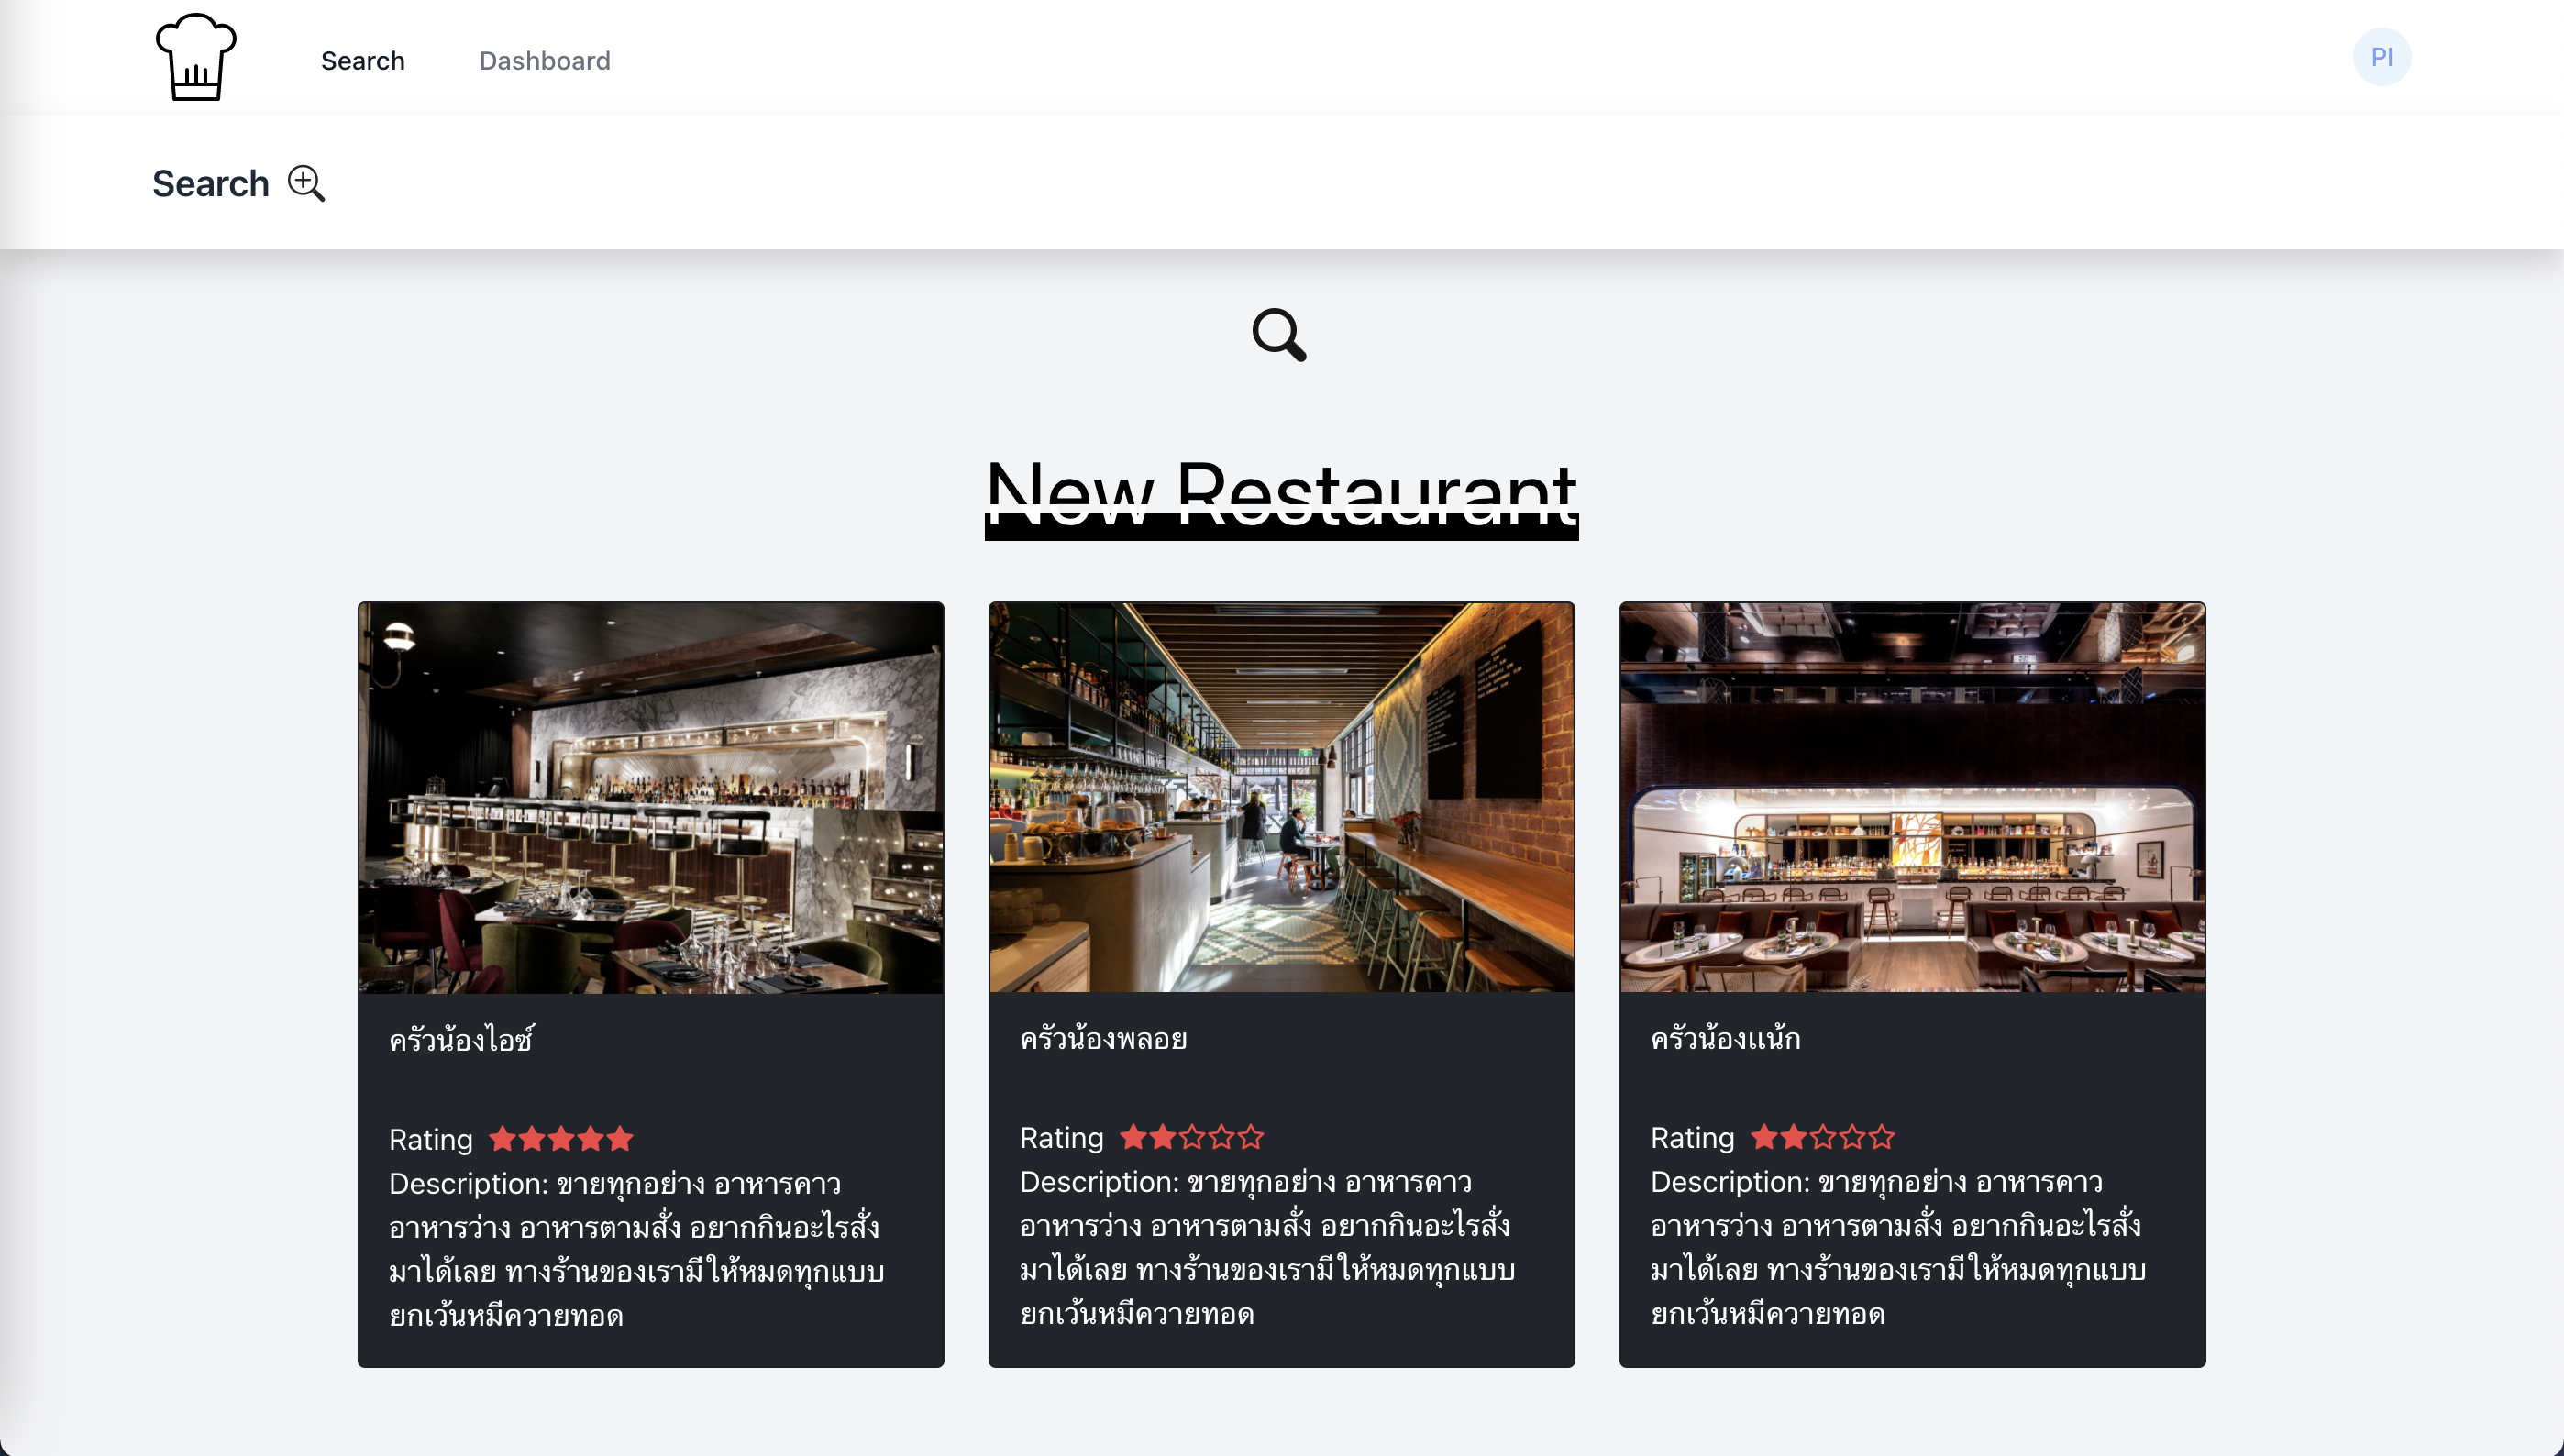 Search Dashboard PI
Search
New Restaurant
ครัวน้องไอซ์
Rating
Description: ขายทุกอย่าง อาหารคาว
อาหารว่าง อาหารตามสั่ง อยากกินอะไรสั่ง
มาได้เลย ทางร้านของเรามีให้หมดทุกแบบ
ยกเว้นหมีควายทอด
ครัวน้องพลอย
Rating
Description: ขายทุกอย่าง อาหารคาว
อาหารว่าง อาหารตามสั่ง อยากกินอะไรสั่ง
มาได้เลย ทางร้านของเรามีให้หมดทุกแบบ
ยกเว้นหมีควายทอด
ครัวน้องแน้ก
Rating
Description: ขายทุกอย่าง อาหารคาว
อาหารว่าง อาหารตามสั่ง อยากกินอะไรสั่ง
มาได้เลย ทางร้านของเรามีให้หมดทุกแบบ
ยกเว้นหมีควายทอด